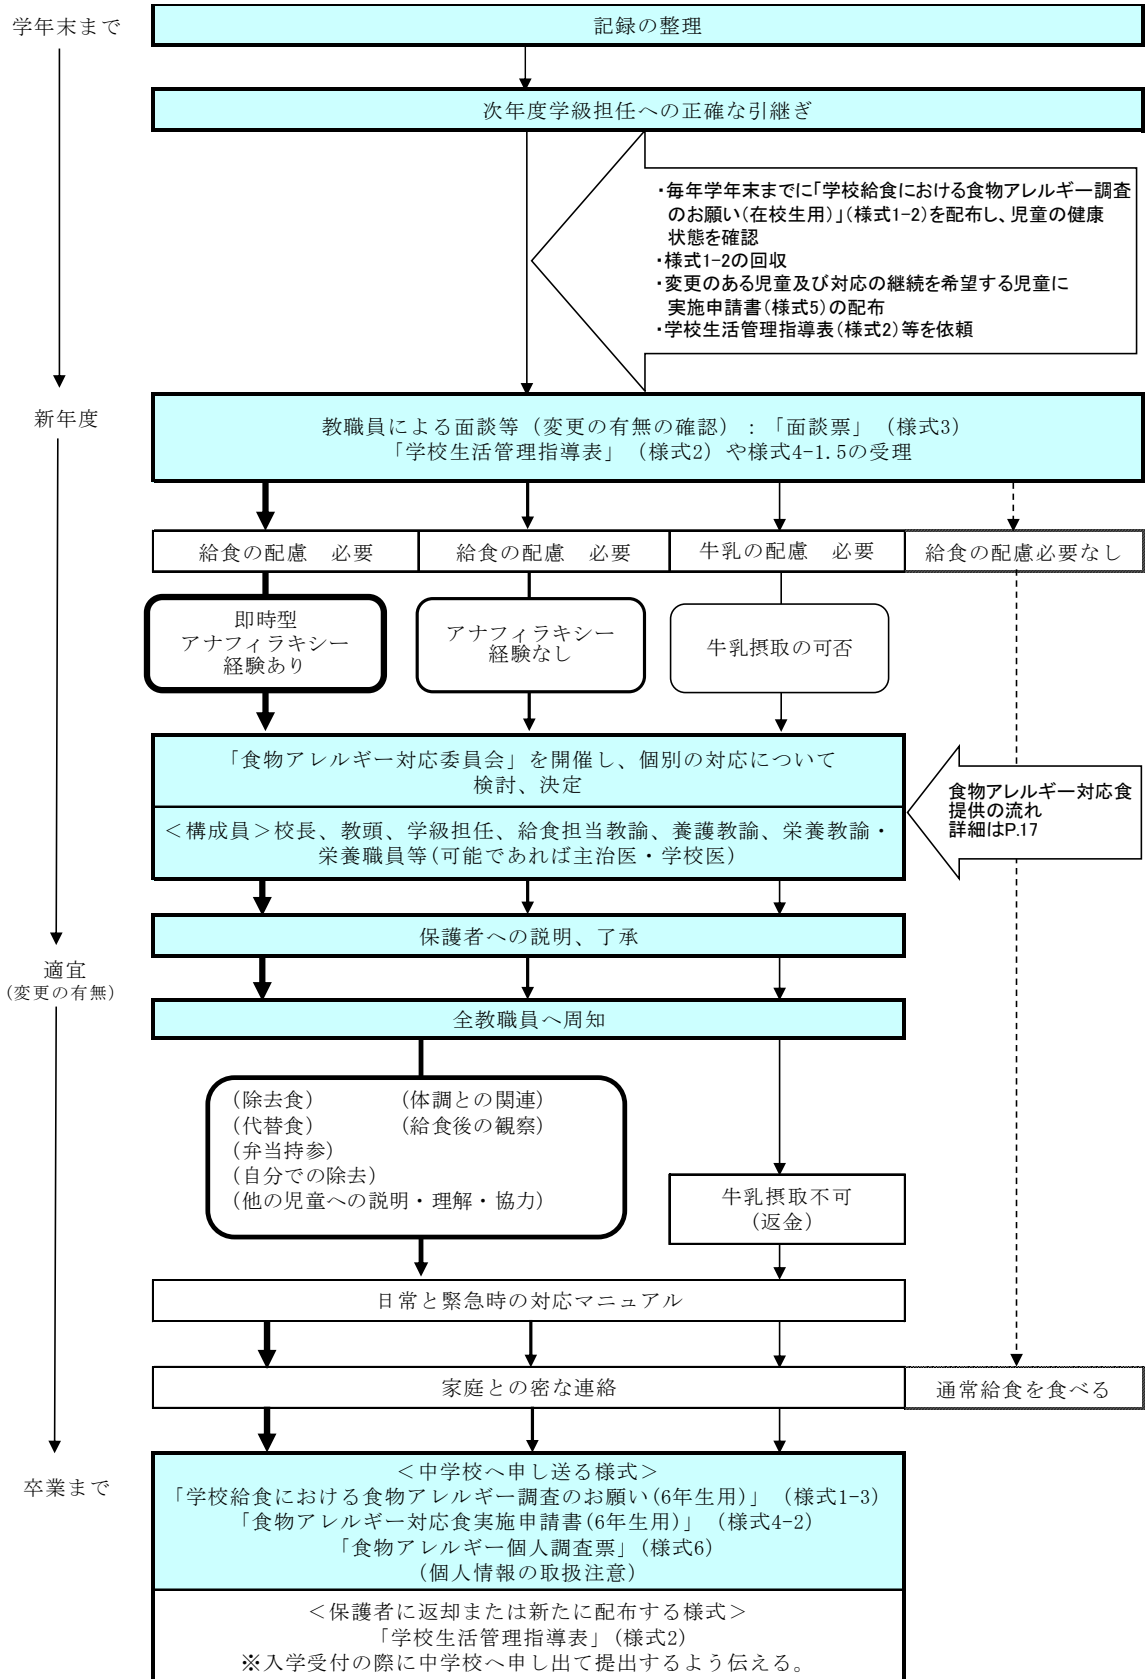 学年末まで
記録の整理
次年度学級担任への正確な引継ぎ
・毎年学年末までに「学校給食における食物アレルギー調査
のお願い(在校生用)」(様式1-2)を配布し、児童の健康
状態を確認
・様式1-2の回収
・変更のある児童及び対応の継続を希望する児童に
実施申請書(様式5)の配布
・学校生活管理指導表(様式2)等を依頼
新年度
教職員による面談等（変更の有無の確認）：「面談票」（様式3）
「学校生活管理指導表」（様式2）や様式4-1.5の受理
給食の配慮　必要
給食の配慮　必要
牛乳の配慮　必要
給食の配慮必要なし
即時型
アナフィラキシー
経験あり
アナフィラキシー
経験なし
牛乳摂取の可否
「食物アレルギー対応委員会」を開催し、個別の対応について
検討、決定
＜構成員＞校長、教頭、学級担任、給食担当教諭、養護教諭、栄養教諭・
栄養職員等(可能であれば主治医・学校医)
食物アレルギー対応食
提供の流れ
詳細はP.17
保護者への説明、了承
適宜
(変更の有無)
全教職員へ周知
(除去食)　(体調との関連)
(代替食)　(給食後の観察)
(弁当持参)
(自分での除去)
(他の児童への説明・理解・協力)
牛乳摂取不可
(返金)
日常と緊急時の対応マニュアル
家庭との密な連絡
通常給食を食べる
卒業まで
＜中学校へ申し送る様式＞
「学校給食における食物アレルギー調査のお願い(6年生用)」（様式1-3）
「食物アレルギー対応食実施申請書(6年生用)」（様式4-2）
「食物アレルギー個人調査票」(様式6)
(個人情報の取扱注意)
＜保護者に返却または新たに配布する様式＞
「学校生活管理指導表」(様式2)
※入学受付の際に中学校へ申し出て提出するよう伝える。